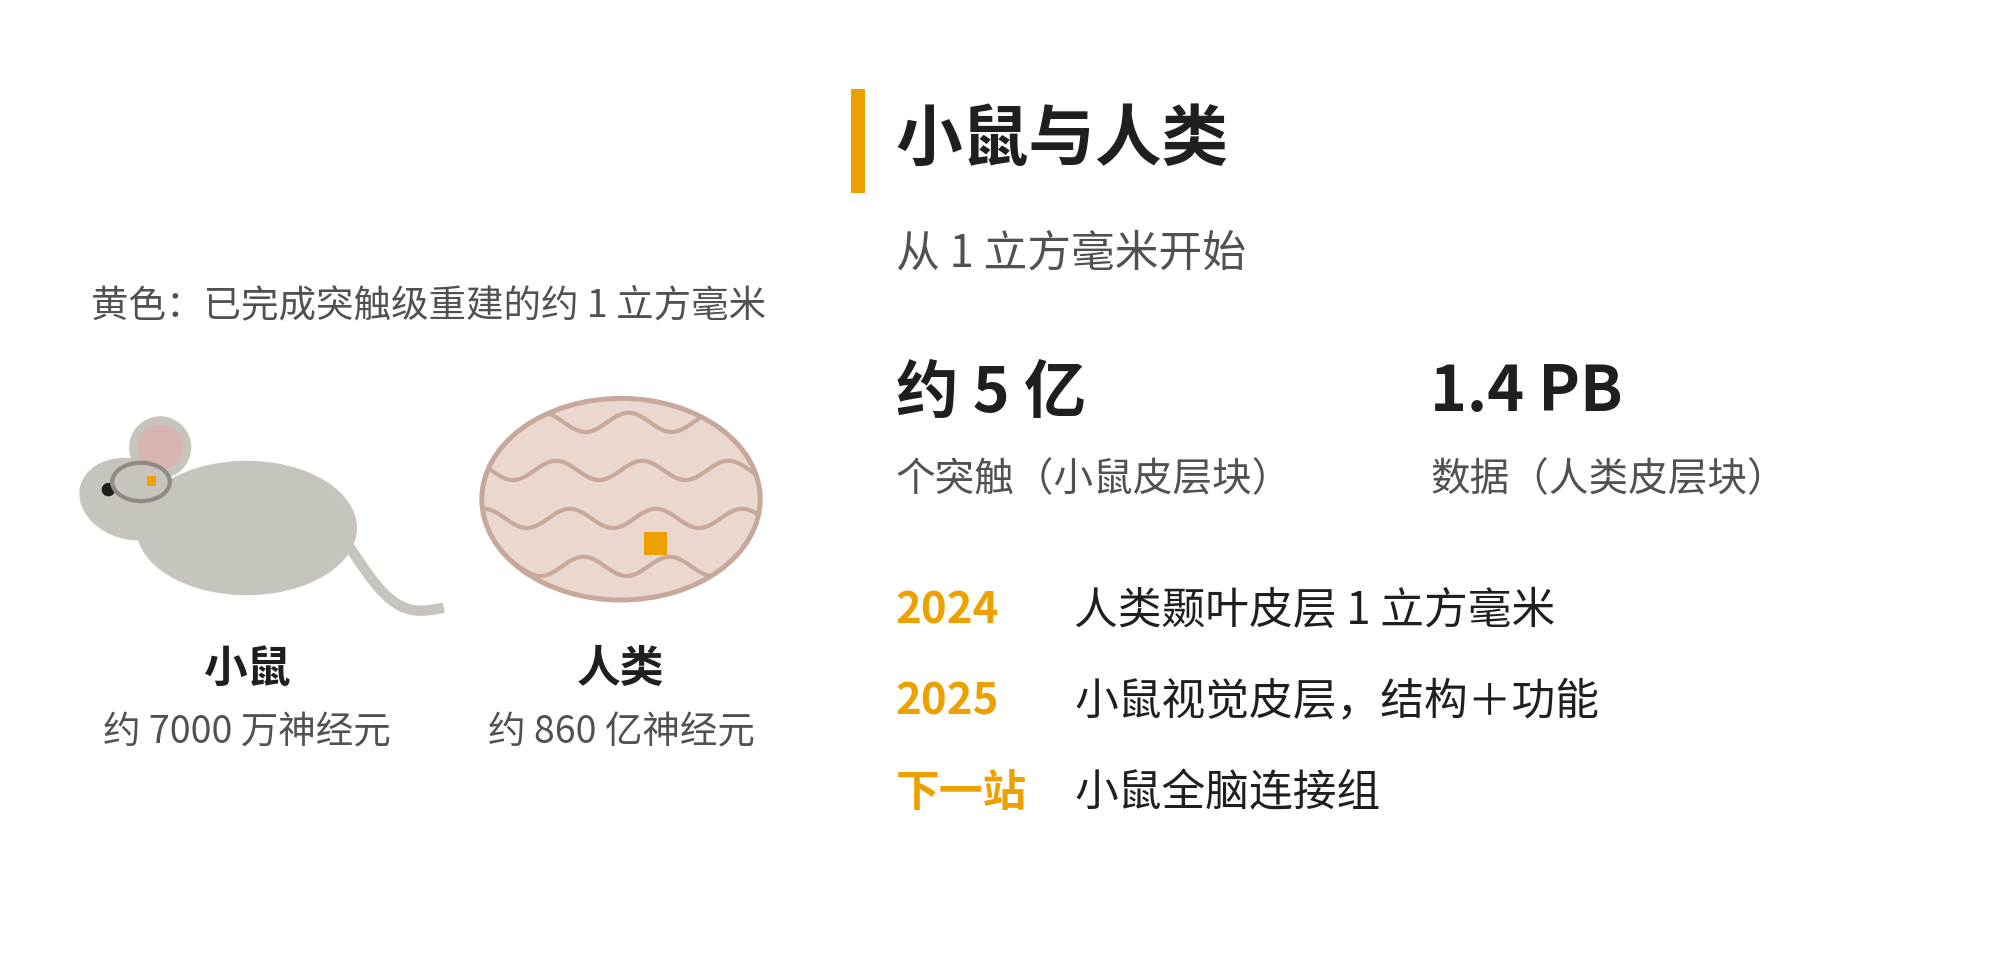 小鼠与人类
从 1 立方毫米开始
黄色：已完成突触级重建的约 1 立方毫米
小鼠
约 7000 万神经元
人类
约 860 亿神经元
约 5 亿
个突触（小鼠皮层块）
1.4 PB
数据（人类皮层块）
2024 人类颞叶皮层 1 立方毫米
2025 小鼠视觉皮层，结构＋功能
下一站 小鼠全脑连接组